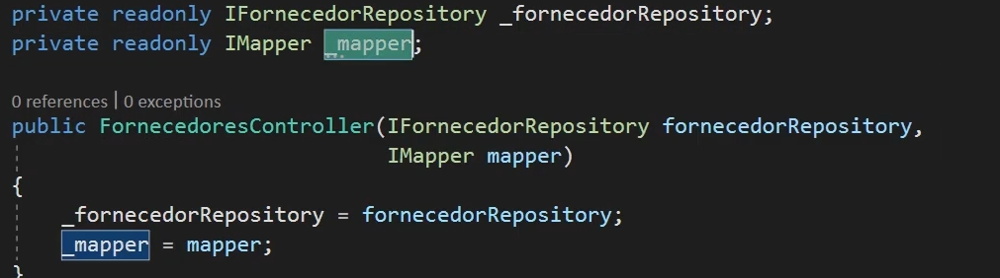 private readonly IFornecedorRepository _fornecedorRepository;
private readonly IMapper _mapper;
0 references | 0 exceptions
public FornecedoresController(IFornecedorRepository fornecedorRepository,
IMapper mapper)
{
_fornecedorRepository = fornecedorRepository;
_mapper = mapper;
}